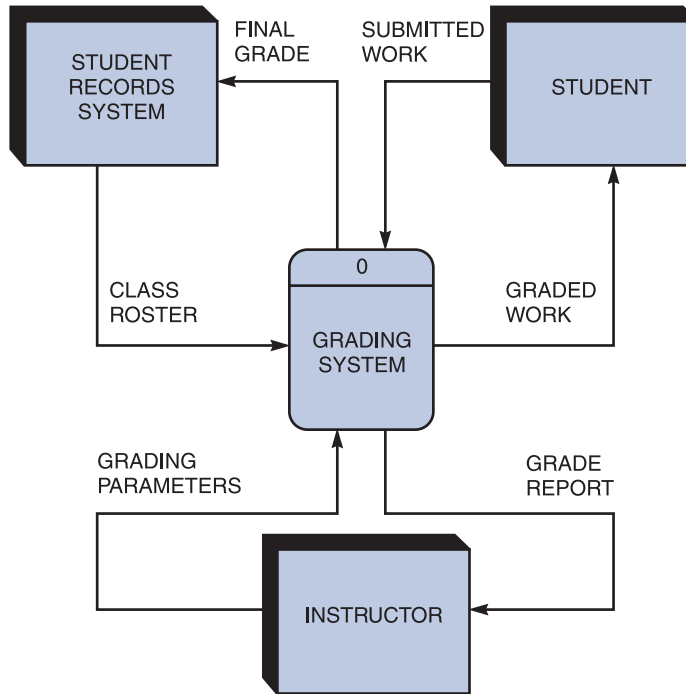 FINAL
GRADE
SUBMITTED
WORK
STUDENT
RECORDS
SYSTEM
STUDENT
0
CLASS
ROSTER
GRADED
WORK
GRADING
SYSTEM
GRADING
PARAMETERS
GRADE
REPORT
INSTRUCTOR